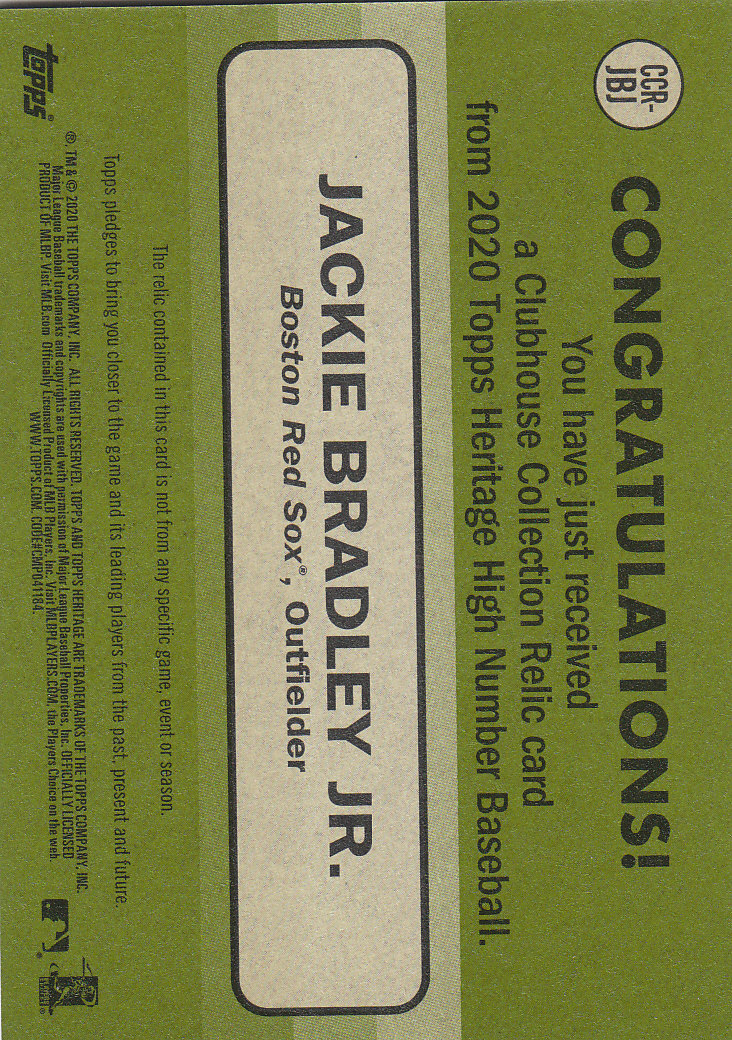 CCR-
JBJ
CONGRATULATIONS!
You have just received
a Clubhouse Collection Relic card
from 2020 Topps Heritage High Number Baseball.
JACKIE BRADLEY JR.
Boston Red Sox®, Outfielder
The relic contained in this card is not from any specific game, event or season.
Topps pledges to bring you closer to the game and its leading players from the past, present and future.
topps®
®, TM & © 2020 THE TOPPS COMPANY, INC. ALL RIGHTS RESERVED. TOPPS AND TOPPS HERITAGE ARE TRADEMARKS OF THE TOPPS COMPANY, INC.
Major League Baseball trademarks and copyrights are used with permission of Major League Baseball Properties, Inc. OFFICIALLY LICENSED
PRODUCT OF MLBP. Visit MLB.com Officially Licensed Product of MLB Players, Inc. Visit MLBPLAYERS.COM, the Players Choice on the web.
WWW.TOPPS.COM. CODE#CMP041184.